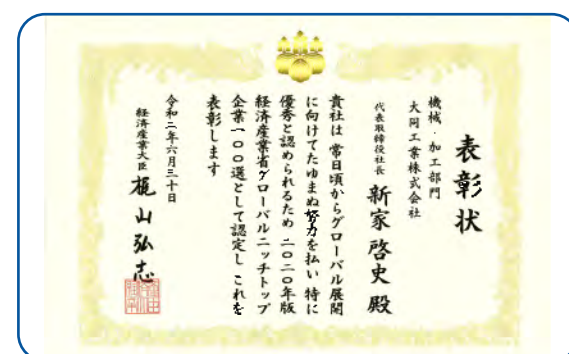 表彰状
機械・加工部門
大同工業株式会社
代表取締役社長 新家啓史 殿
貴社は 常日頃からグローバル展開
に向けてたゆまぬ努力を払い 特に
優秀と認められるため 二〇二〇年版
経済産業省グローバルニッチトップ
企業一〇〇選として認定し これを
表彰します
令和二年六月三十日
経済産業大臣 梶山弘志